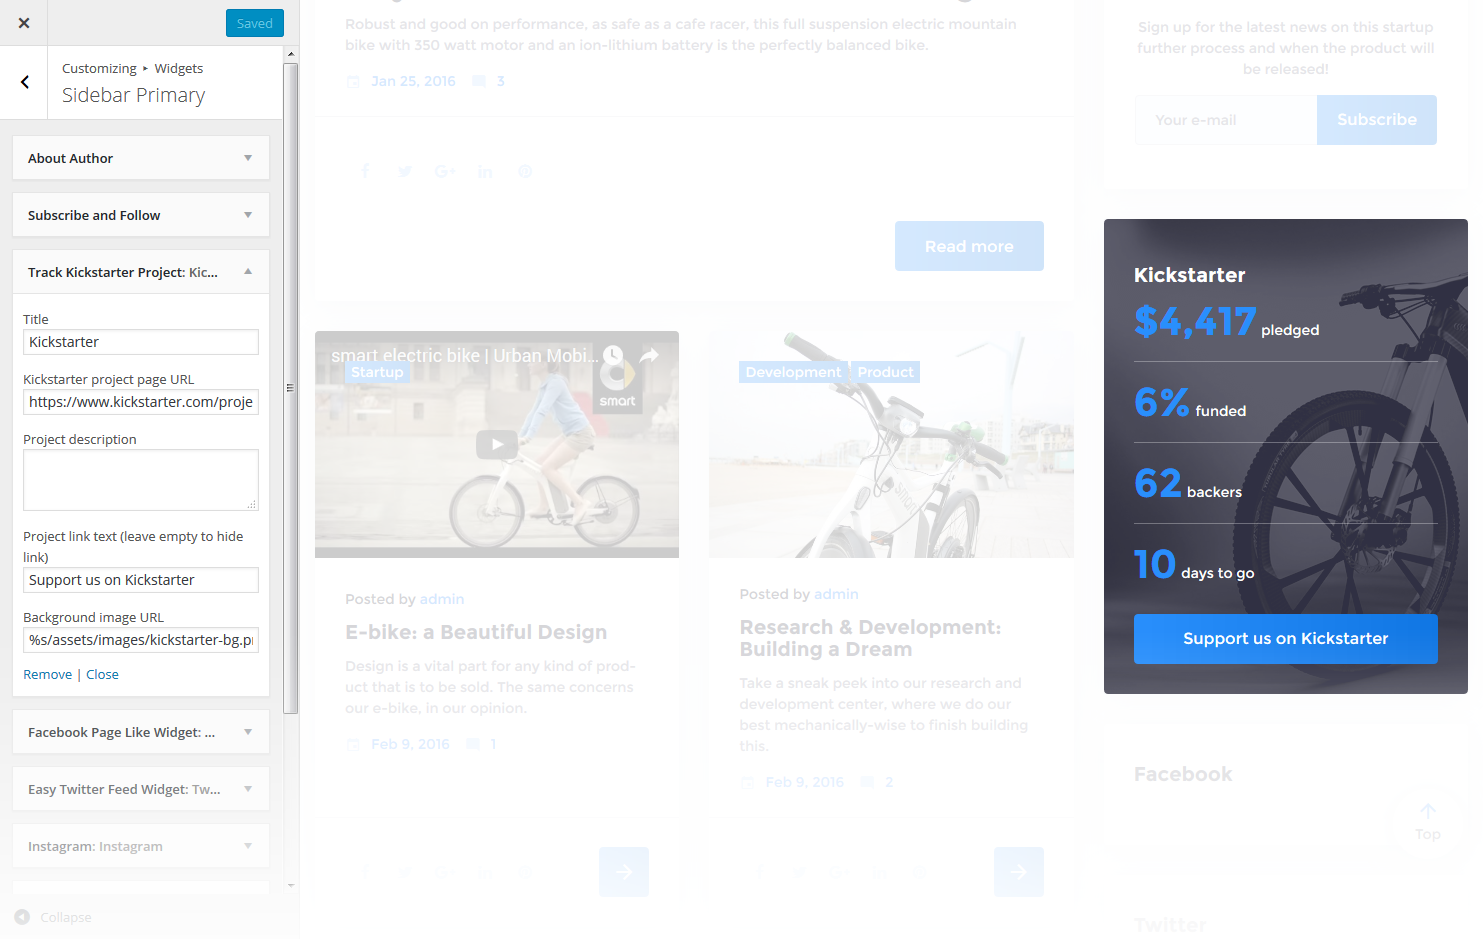 Saved
Customizing ▸ Widgets
Sidebar Primary
About Author
Subscribe and Follow
Track Kickstarter Project: Kic...
Title
Kickstarter
Kickstarter project page URL
https://www.kickstarter.com/proje
Project description
Project link text (leave empty to hide
link)
Support us on Kickstarter
Background image URL
%s/assets/images/kickstarter-bg.p
Remove | Close
Facebook Page Like Widget: ...
Easy Twitter Feed Widget: Tw...
Instagram: Instagram
Collapse
Robust and good on performance, as safe as a cafe racer, this full suspension electric mountain
bike with 350 watt motor and an ion-lithium battery is the perfectly balanced bike.
Jan 25, 2016 3
Read more
smart electric bike | Urban Mobi...
Startup
smart
Posted by admin
E-bike: a Beautiful Design
Design is a vital part for any kind of prod-
uct that is to be sold. The same concerns
our e-bike, in our opinion.
Feb 9, 2016 1
Development Product
Posted by admin
Research & Development:
Building a Dream
Take a sneak peek into our research and
development center, where we do our
best mechanically-wise to finish building
this.
Feb 9, 2016 2
Sign up for the latest news on this startup
further process and when the product will
be released!
Your e-mail
Subscribe
Kickstarter
$4,417 pledged
6% funded
62 backers
10 days to go
Support us on Kickstarter
Facebook
Top
Twitter